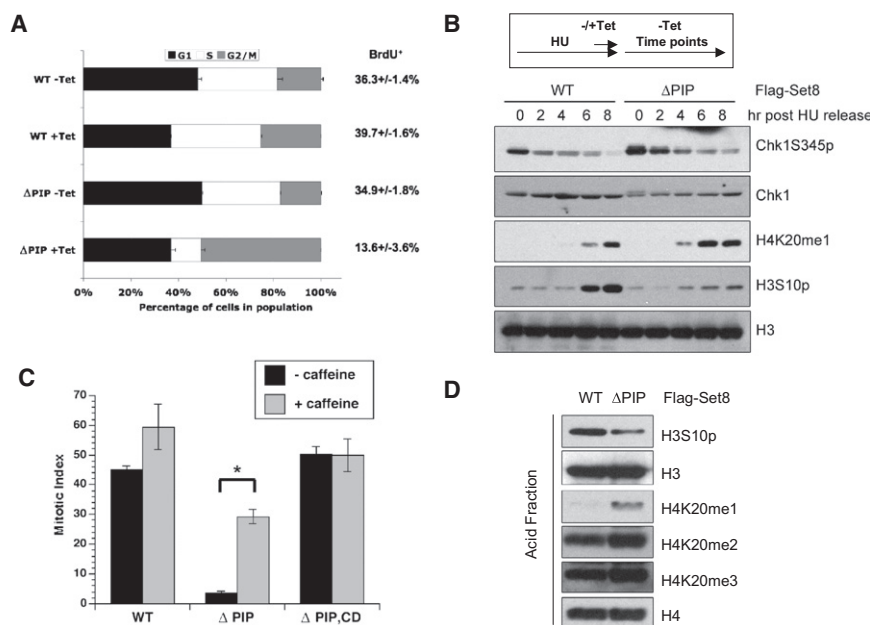 A
G1 S G2/M
BrdU⁺
WT -Tet
36.3+/-1.4%
WT +Tet
39.7+/-1.6%
ΔPIP -Tet
34.9+/-1.8%
ΔPIP +Tet
13.6+/-3.6%
0% 20% 40% 60% 80% 100%
Percentage of cells in population
B
-/+Tet -Tet
HU Time points
WT ΔPIP Flag-Set8
0 2 4 6 8 0 2 4 6 8 hr post HU release
Chk1S345p
Chk1
H4K20me1
H3S10p
H3
C
- caffeine
+ caffeine
Mitotic Index
70
60
50
40
30
20
10
0
*
WT Δ PIP Δ PIP,CD
D
WT ΔPIP Flag-Set8
Acid Fraction
H3S10p
H3
H4K20me1
H4K20me2
H4K20me3
H4